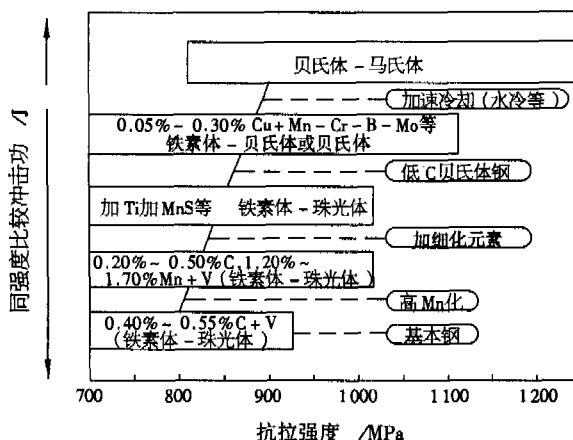 同强度比较冲击功 /J
贝氏体-马氏体
加速冷却(水冷等)
0.05%~0.30% Cu+Mn-Cr-B-Mo等
铁素体-贝氏体或贝氏体
低C贝氏体钢
加Ti加MnS等 铁素体-珠光体
加细化元素
0.20%~0.50%C,1.20%~
1.70%Mn+V(铁素体-珠光体)
高Mn化
0.40%~0.55%C+V
(铁素体-珠光体)
基本钢
700 800 900 1000 1100 1200
抗拉强度 /MPa